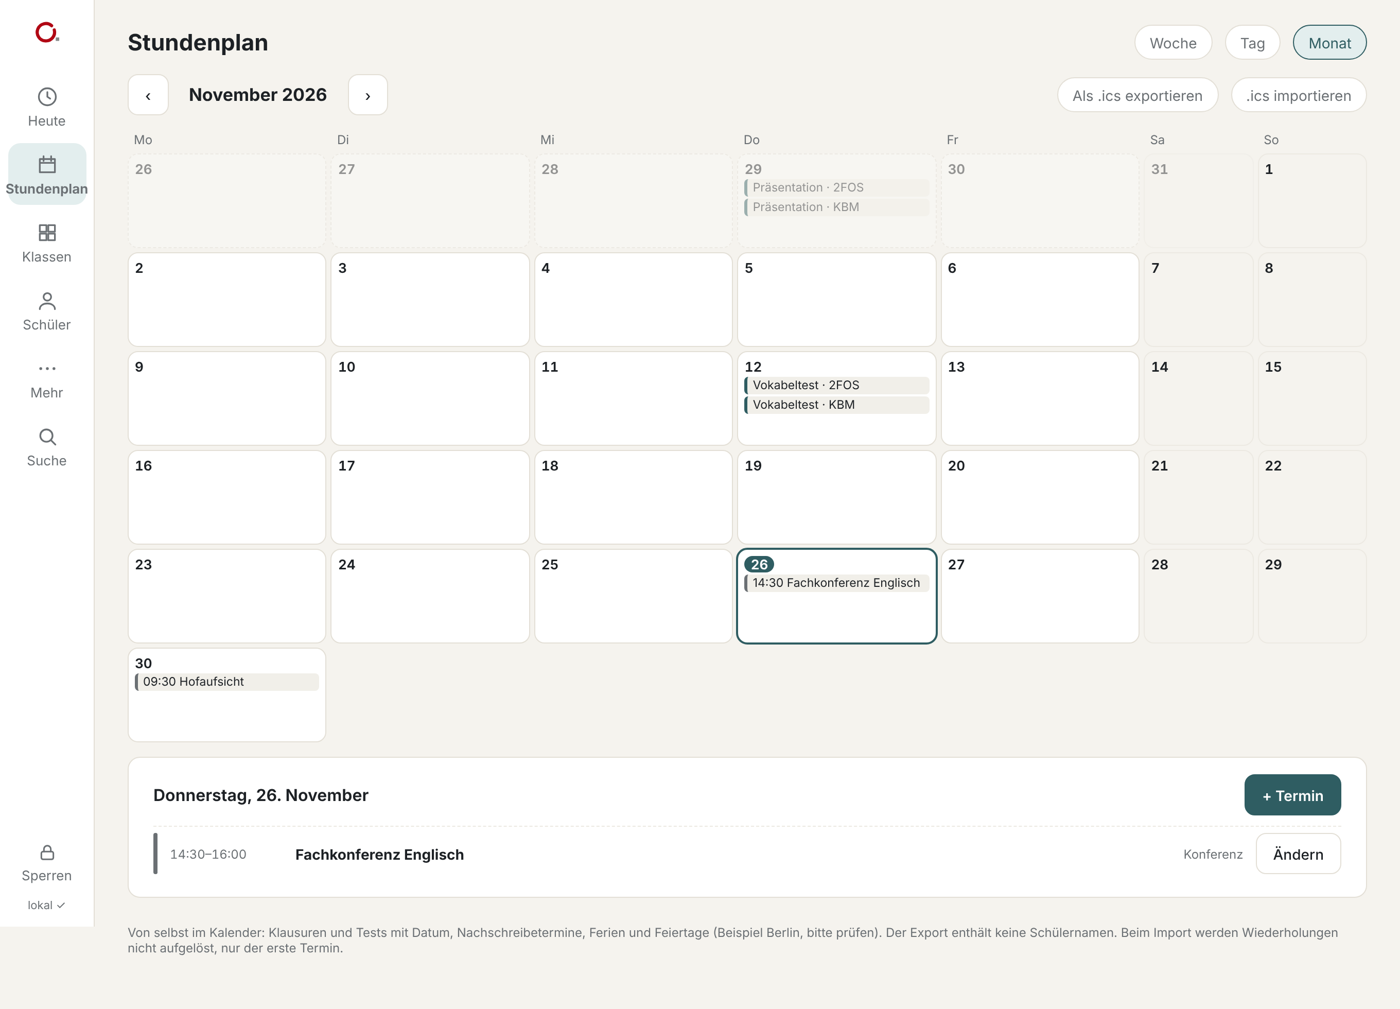 Stundenplan
Woche
Tag
Monat
‹
November 2026
›
Als .ics exportieren
.ics importieren
Heute
Stundenplan
Klassen
Schüler
Mehr
Suche
Sperren
lokal ✓
Mo Di Mi Do Fr Sa So
26 27 28 29 30 31 1
Präsentation · 2FOS
Präsentation · KBM
2 3 4 5 6 7 8
9 10 11 12 13 14 15
Vokabeltest · 2FOS
Vokabeltest · KBM
16 17 18 19 20 21 22
23 24 25 26 27 28 29
14:30 Fachkonferenz Englisch
30
09:30 Hofaufsicht
Donnerstag, 26. November
+ Termin
14:30–16:00 Fachkonferenz Englisch Konferenz Ändern
Von selbst im Kalender: Klausuren und Tests mit Datum, Nachschreibetermine, Ferien und Feiertage (Beispiel Berlin, bitte prüfen). Der Export enthält keine Schülernamen. Beim Import werden Wiederholungen
nicht aufgelöst, nur der erste Termin.